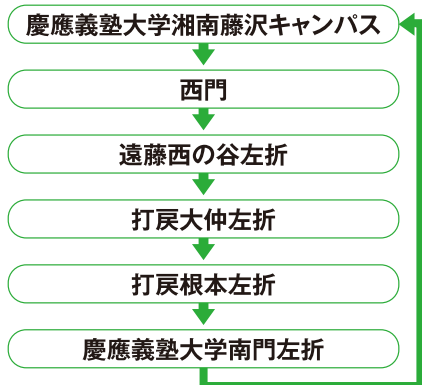 慶應義塾大学湘南藤沢キャンパス
西門
遠藤西の谷左折
打戻大仲左折
打戻根本左折
慶應義塾大学南門左折